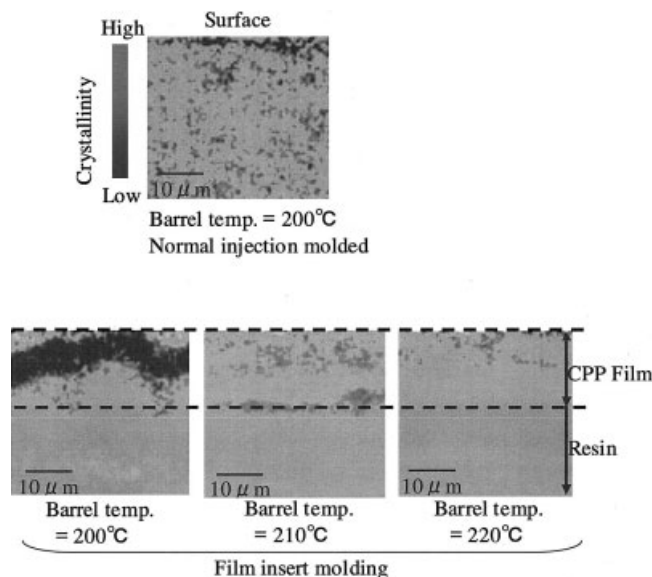 Surface
High
Crystallinity
Low
10 μm
Barrel temp. = 200℃
Normal injection molded
CPP Film
Resin
10 μm
10 μm
10 μm
Barrel temp.
= 200℃
Barrel temp.
= 210℃
Barrel temp.
= 220℃
Film insert molding